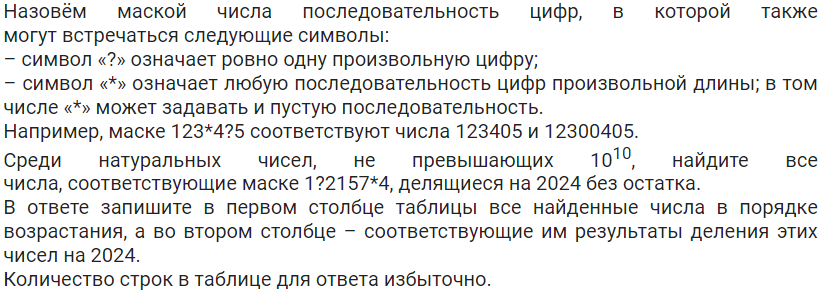 Назовём маской числа последовательность цифр, в которой также
могут встречаться следующие символы:
– символ «?» означает ровно одну произвольную цифру;
– символ «*» означает любую последовательность цифр произвольной длины; в том
числе «*» может задавать и пустую последовательность.
Например, маске 123*4?5 соответствуют числа 123405 и 12300405.
Среди натуральных чисел, не превышающих 10¹⁰, найдите все
числа, соответствующие маске 1?2157*4, делящиеся на 2024 без остатка.
В ответе запишите в первом столбце таблицы все найденные числа в порядке
возрастания, а во втором столбце – соответствующие им результаты деления этих
чисел на 2024.
Количество строк в таблице для ответа избыточно.